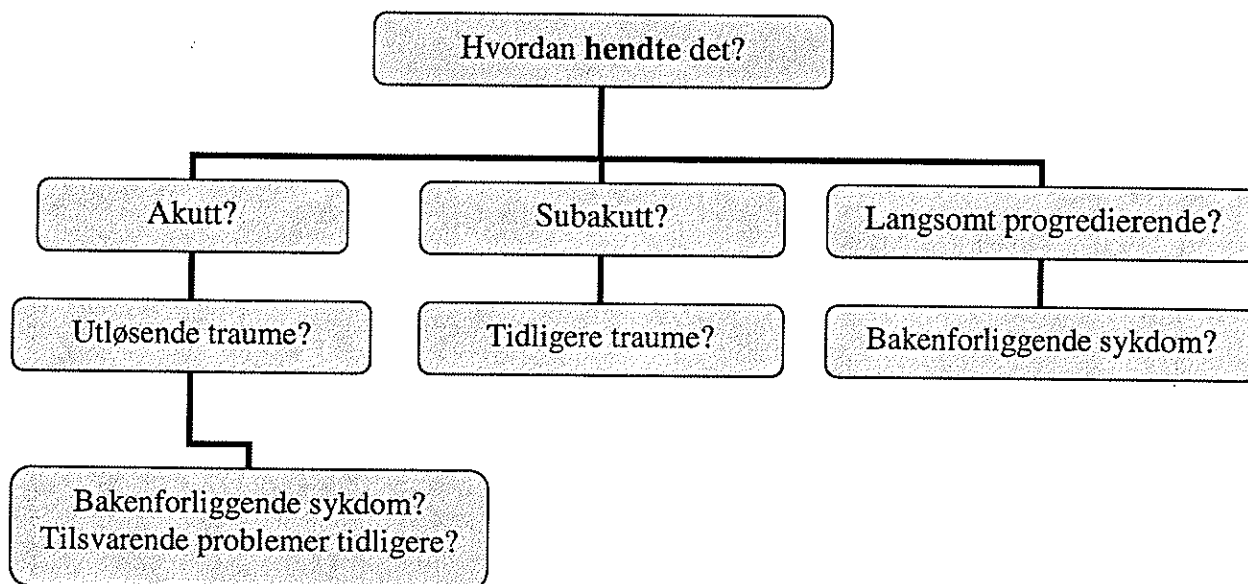 Hvordan hendte det?
Akutt?
Subakutt?
Langsomt progredierende?
Utløsende traume?
Tidligere traume?
Bakenforliggende sykdom?
Bakenforliggende sykdom?
Tilsvarende problemer tidligere?